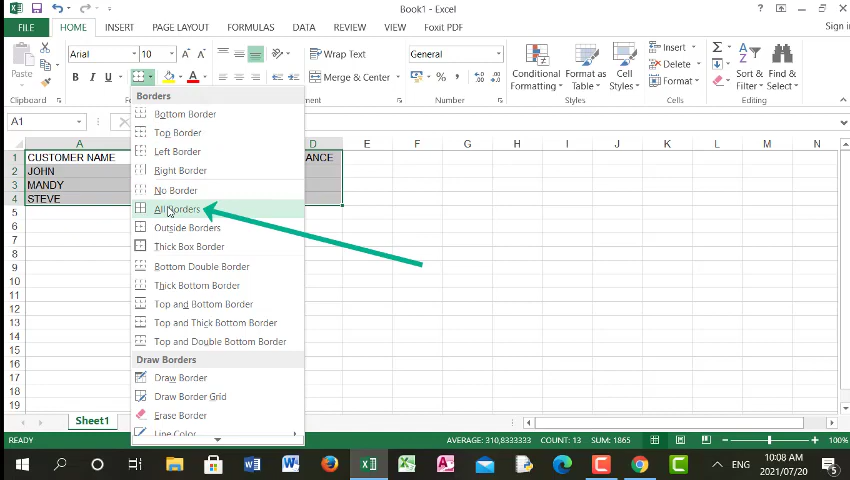 Book1 - Excel
Sign in
FILE HOME INSERT PAGE LAYOUT FORMULAS DATA REVIEW VIEW Foxit PDF
Paste
Clipboard
Arial 10
B I U A
Wrap Text
Merge & Center
General
% ,
Number
Conditional Formatting
Format as Table
Cell Styles
Insert
Delete
Format
Cells
Sort & Filter
Find & Select
Editing
A1
A D E F G H I J K L M N
1 CUSTOMER NAME ANCE
2 JOHN
3 MANDY
4 STEVE
5
6
7
8
9
10
11
12
13
14
15
16
17
18
19
Borders
Bottom Border
Top Border
Left Border
Right Border
No Border
All Borders
Outside Borders
Thick Box Border
Bottom Double Border
Thick Bottom Border
Top and Bottom Border
Top and Thick Bottom Border
Top and Double Bottom Border
Draw Borders
Draw Border
Draw Border Grid
Erase Border
Line Color
Sheet1
READY AVERAGE: 310,8333333 COUNT: 13 SUM: 1865 100%
ENG
10:08 AM
2021/07/20
5